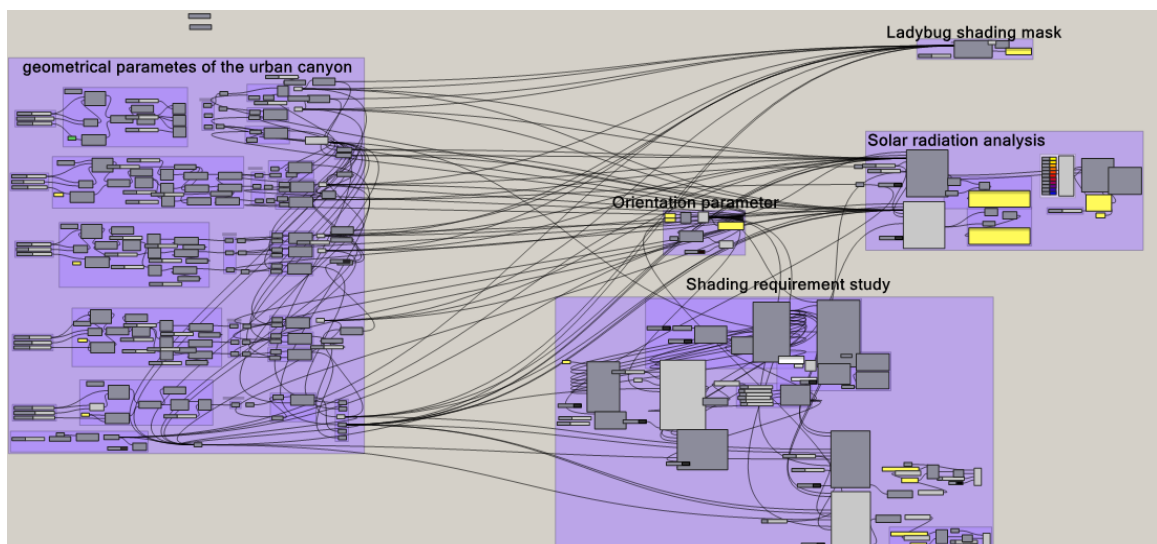 Ladybug shading mask
geometrical parametes of the urban canyon
Solar radiation analysis
Orientation parameter
Shading requirement study